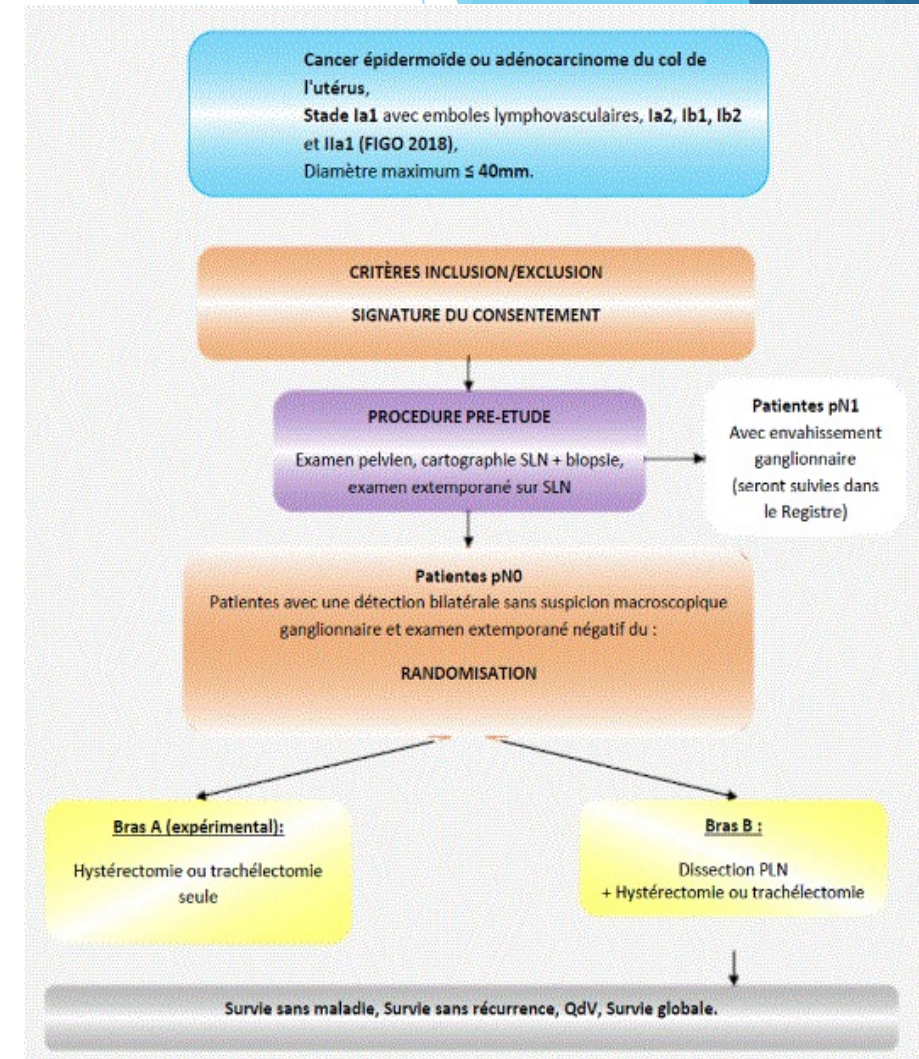 Cancer épidermoïde ou adénocarcinome du col de
l'utérus,
Stade Ia1 avec emboles lymphovasculaires, Ia2, Ib1, Ib2
et IIa1 (FIGO 2018),
Diamètre maximum ≤ 40mm.
CRITÈRES INCLUSION/EXCLUSION
SIGNATURE DU CONSENTEMENT
PROCEDURE PRE-ETUDE
Examen pelvien, cartographie SLN + biopsie,
examen extemporané sur SLN
Patientes pN1
Avec envahissement
ganglionnaire
(seront suivies dans
le Registre)
Patientes pN0
Patientes avec une détection bilatérale sans suspicion macroscopique
ganglionnaire et examen extemporané négatif du :
RANDOMISATION
Bras A (expérimental):
Hystérectomie ou trachélectomie
seule
Bras B :
Dissection PLN
+ Hystérectomie ou trachélectomie
Survie sans maladie, Survie sans récurrence, QdV, Survie globale.